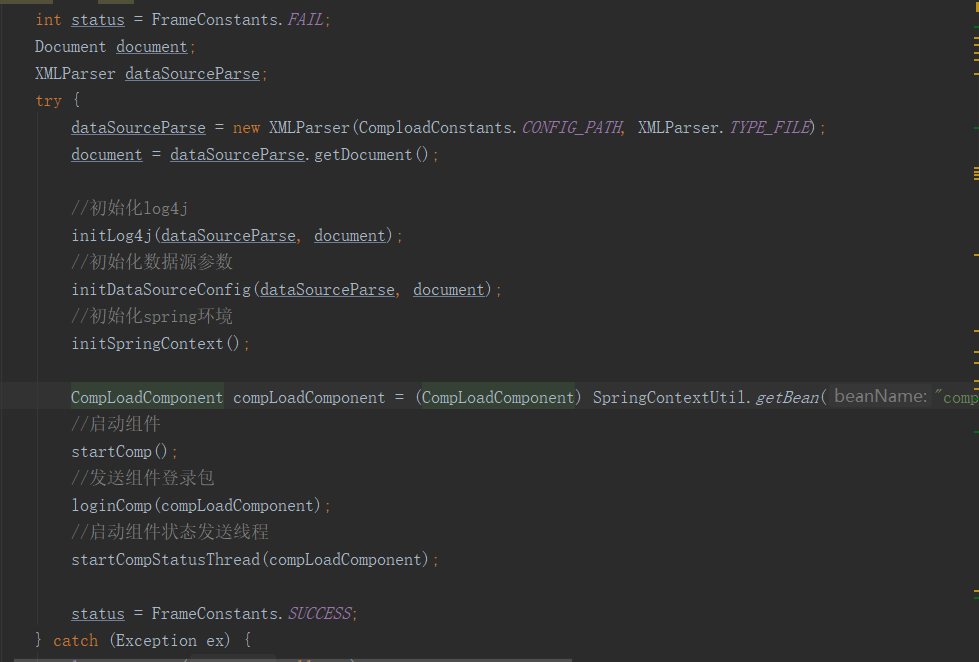 int status = FrameConstants.FAIL;
Document document;
XMLParser dataSourceParse;
try {
dataSourceParse = new XMLParser(ComploadConstants.CONFIG_PATH, XMLParser.TYPE_FILE);
document = dataSourceParse.getDocument();
//初始化log4j
initLog4j(dataSourceParse, document);
//初始化数据源参数
initDataSourceConfig(dataSourceParse, document);
//初始化spring环境
initSpringContext();
CompLoadComponent compLoadComponent = (CompLoadComponent) SpringContextUtil.getBean( beanName: "comp
//启动组件
startComp();
//发送组件登录包
loginComp(compLoadComponent);
//启动组件状态发送线程
startCompStatusThread(compLoadComponent);
status = FrameConstants.SUCCESS;
} catch (Exception ex) {